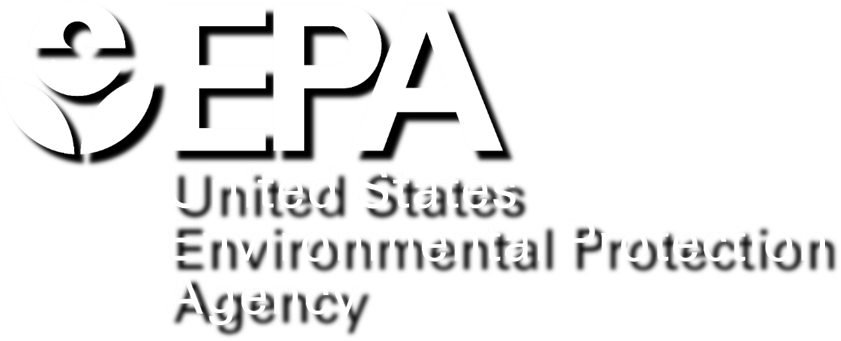 EPA
United States
Environmental Protection
Agency